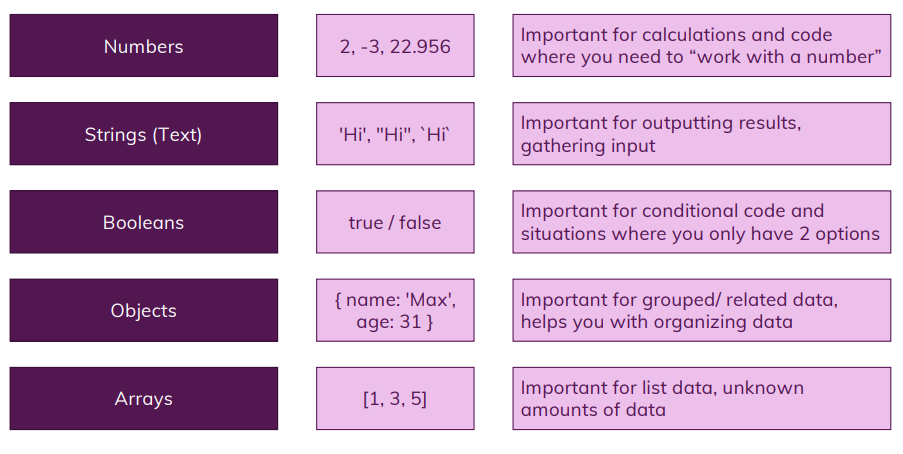 Numbers
2, -3, 22.956
Important for calculations and code
where you need to “work with a number”
Strings (Text)
'Hi', "Hi", `Hi`
Important for outputting results,
gathering input
Booleans
true / false
Important for conditional code and
situations where you only have 2 options
Objects
{ name: 'Max',
age: 31 }
Important for grouped/ related data,
helps you with organizing data
Arrays
[1, 3, 5]
Important for list data, unknown
amounts of data